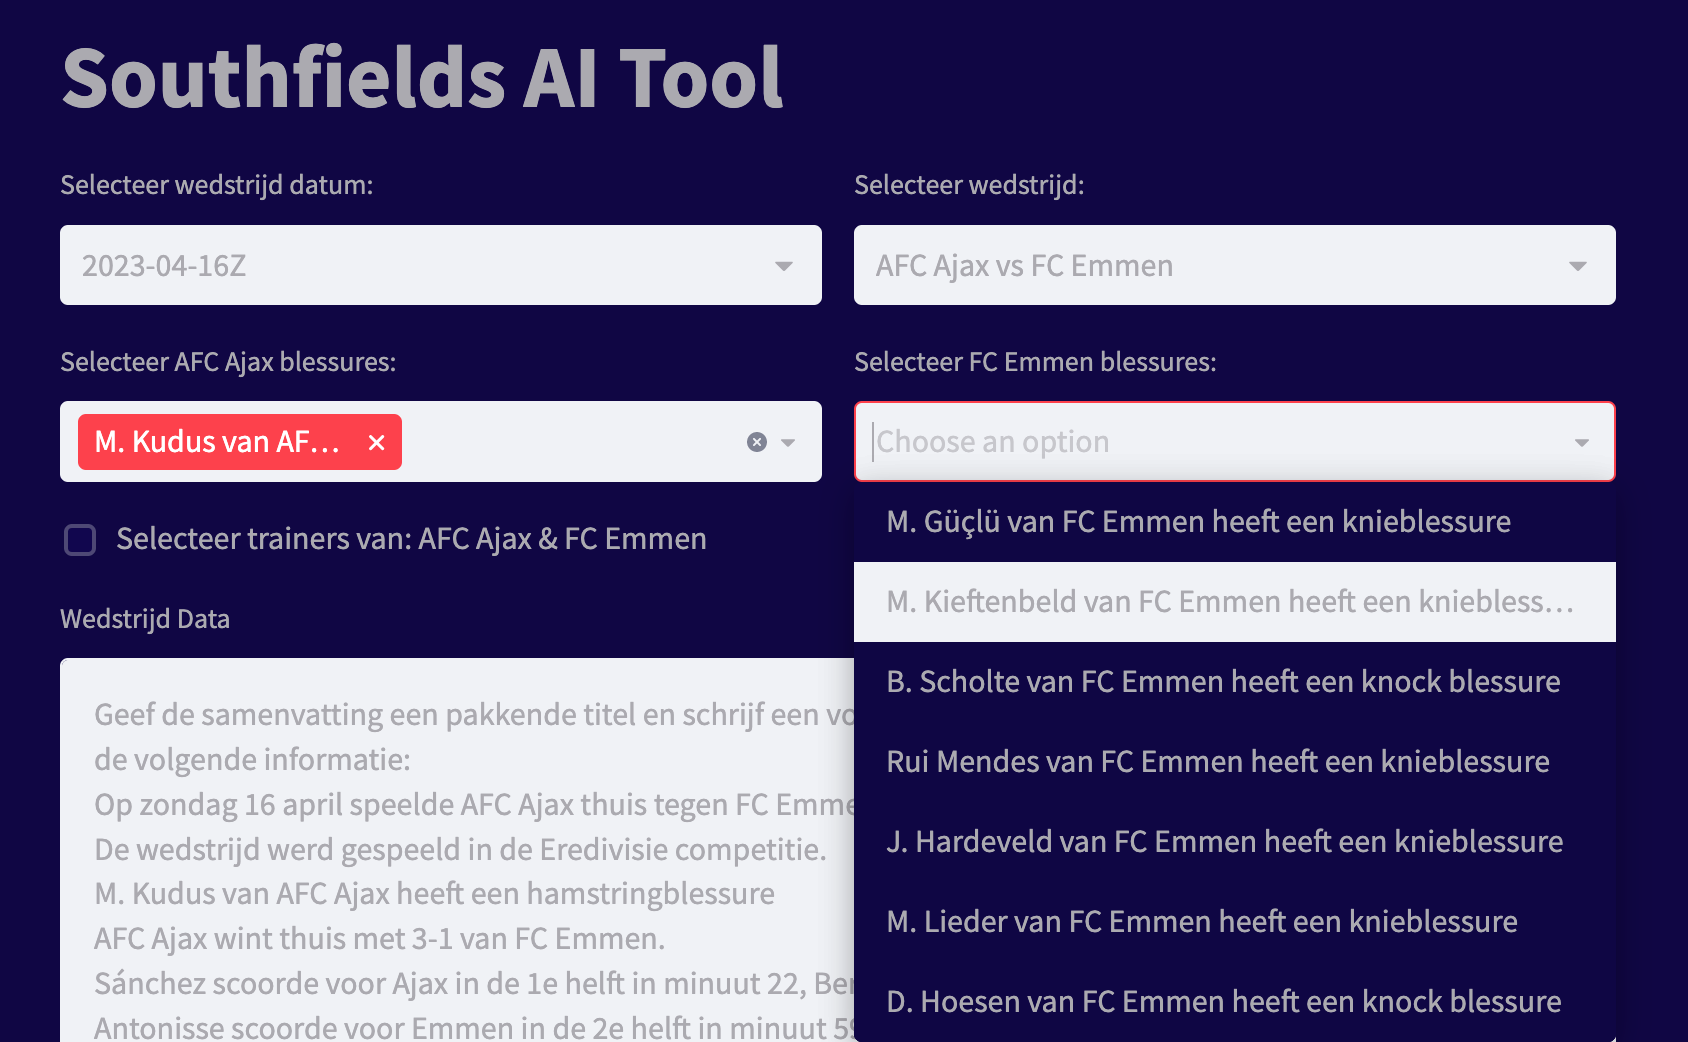 Southfields AI Tool
Selecteer wedstrijd datum:
2023-04-16Z
Selecteer wedstrijd:
AFC Ajax vs FC Emmen
Selecteer AFC Ajax blessures:
M. Kudus van AF...
Selecteer FC Emmen blessures:
Choose an option
M. Güçlü van FC Emmen heeft een knieblessure
M. Kieftenbeld van FC Emmen heeft een kniebless...
B. Scholte van FC Emmen heeft een knock blessure
Rui Mendes van FC Emmen heeft een knieblessure
J. Hardeveld van FC Emmen heeft een knieblessure
M. Lieder van FC Emmen heeft een knieblessure
D. Hoesen van FC Emmen heeft een knock blessure
Selecteer trainers van: AFC Ajax & FC Emmen
Wedstrijd Data
Geef de samenvatting een pakkende titel en schrijf een vo
de volgende informatie:
Op zondag 16 april speelde AFC Ajax thuis tegen FC Emme
De wedstrijd werd gespeeld in de Eredivisie competitie.
M. Kudus van AFC Ajax heeft een hamstringblessure
AFC Ajax wint thuis met 3-1 van FC Emmen.
Sánchez scoorde voor Ajax in de 1e helft in minuut 22, Ber
Antonisse scoorde voor Emmen in de 2e helft in minuut 59